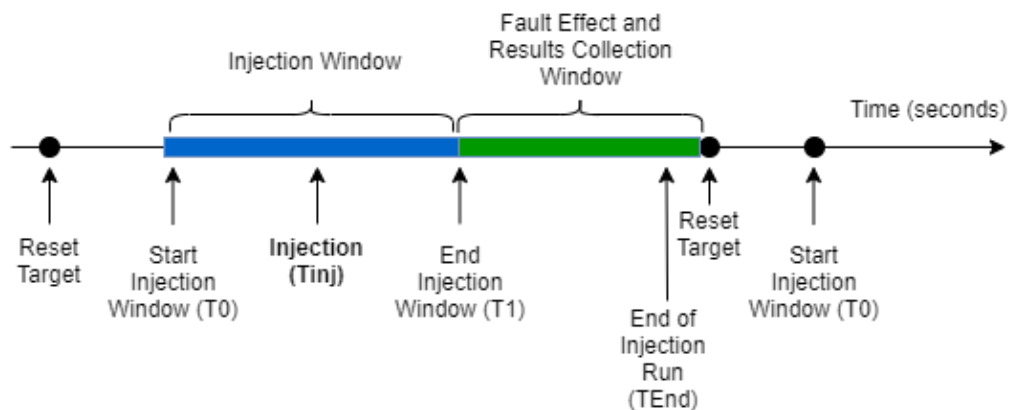 Fault Effect and
Results Collection
Window
Injection Window
Time (seconds)
Reset
Target
Start
Injection
Window (T0)
Injection
(Tinj)
End
Injection
Window (T1)
End of
Injection
Run
(TEnd)
Reset
Target
Start
Injection
Window (T0)